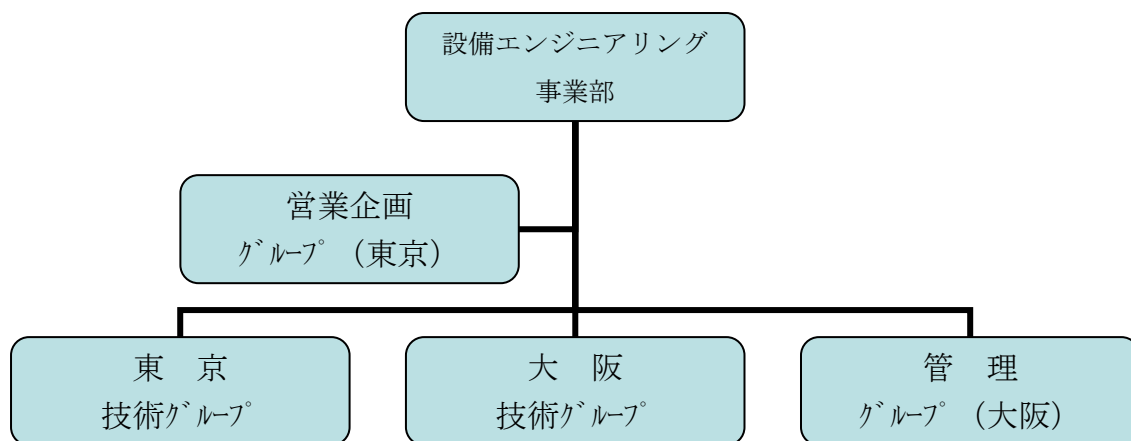 設備エンジニアリング
事業部
営業企画
ｸﾞﾙｰﾌﾟ （東京）
東　京
技術ｸﾞﾙｰﾌﾟ
大　阪
技術ｸﾞﾙｰﾌﾟ
管　理
ｸﾞﾙｰﾌﾟ （大阪）